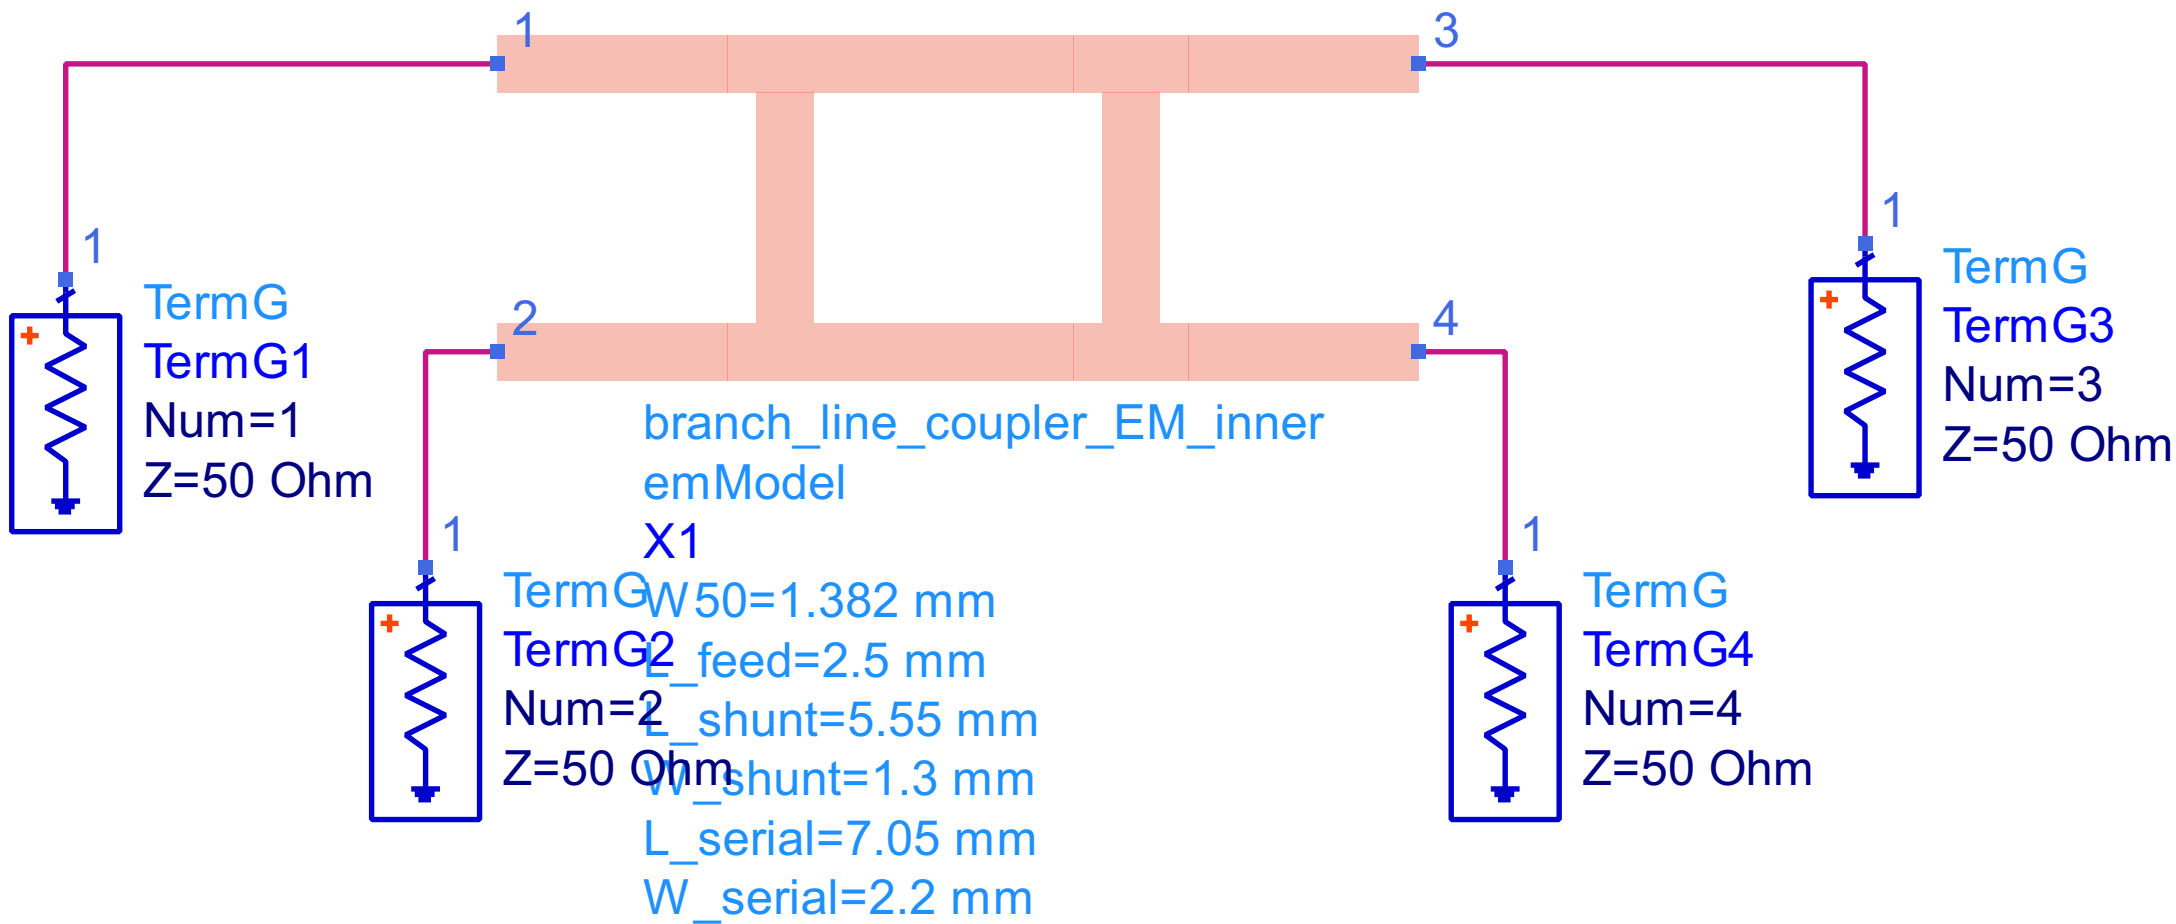 1
3
1
TermG
TermG1
Num=1
Z=50 Ohm
2
4
1
TermG
TermG3
Num=3
Z=50 Ohm
branch_line_coupler_EM_inner
emModel
X1
W50=1.382 mm
L_feed=2.5 mm
L_shunt=5.55 mm
W_shunt=1.3 mm
L_serial=7.05 mm
W_serial=2.2 mm
1
TermG
TermG2
Num=2
Z=50 Ohm
1
TermG
TermG4
Num=4
Z=50 Ohm